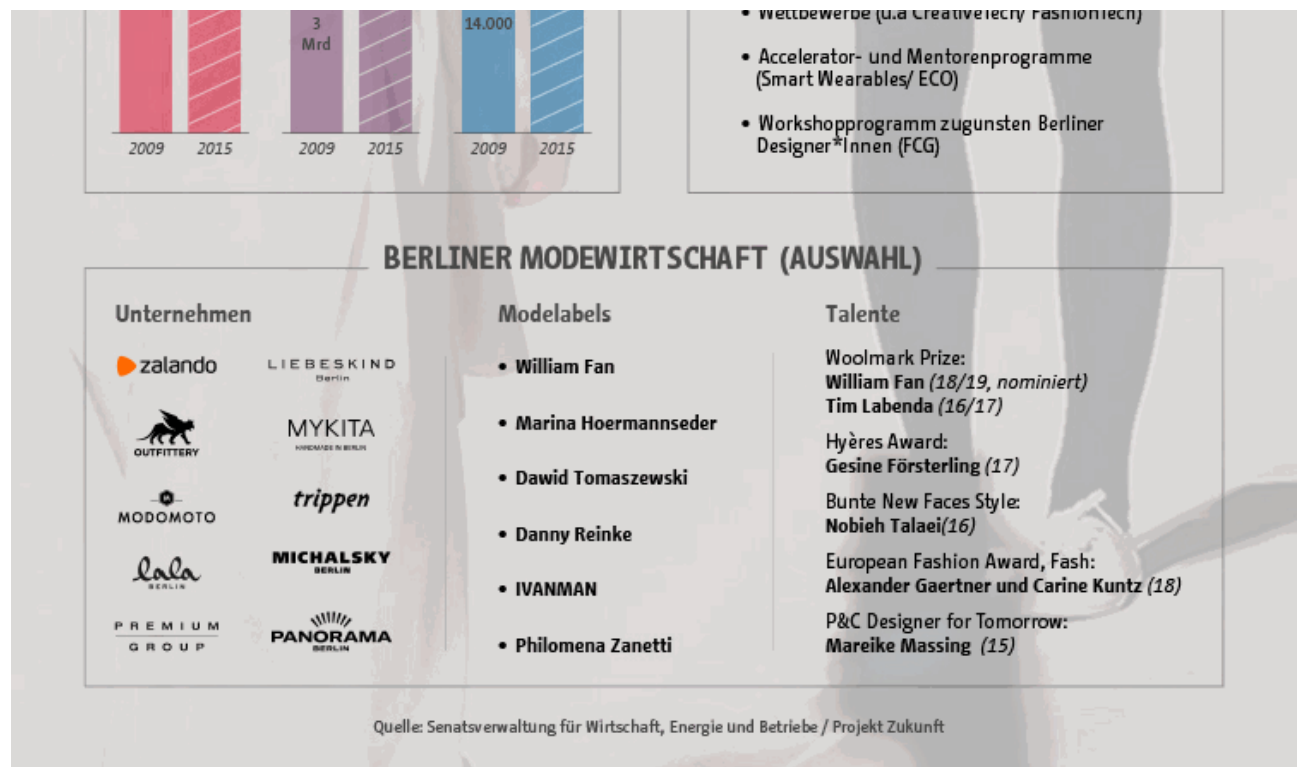 3
Mrd
14.000
2009 2015 2009 2015 2009 2015
• Wettbewerbe (u.a CreativeTech/ FashionTech)
• Accelerator- und Mentorenprogramme
(Smart Wearables/ ECO)
• Workshopprogramm zugunsten Berliner
Designer*Innen (FCG)
BERLINER MODEWIRTSCHAFT (AUSWAHL)
Unternehmen
zalando
LIEBESKIND
Berlin
OUTFITTERY
MYKITA
HANDMADE IN BERLIN
MODOMOTO
trippen
lala
BERLIN
MICHALSKY
BERLIN
PREMIUM
GROUP
PANORAMA
BERLIN
Modelabels
• William Fan
• Marina Hoermannseder
• Dawid Tomaszewski
• Danny Reinke
• IVANMAN
• Philomena Zanetti
Talente
Woolmark Prize:
William Fan (18/19, nominiert)
Tim Labenda (16/17)
Hyères Award:
Gesine Försterling (17)
Bunte New Faces Style:
Nobieh Talaei(16)
European Fashion Award, Fash:
Alexander Gaertner und Carine Kuntz (18)
P&C Designer for Tomorrow:
Mareike Massing (15)
Quelle: Senatsverwaltung für Wirtschaft, Energie und Betriebe / Projekt Zukunft